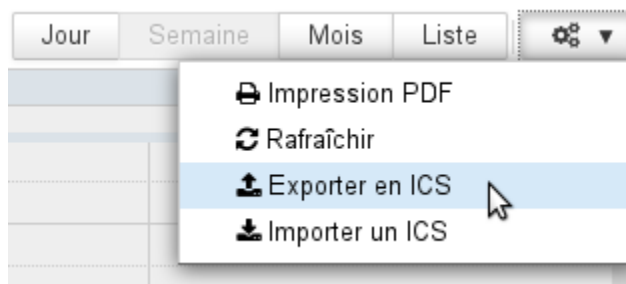 Jour Semaine Mois Liste
Impression PDF
Rafraîchir
Exporter en ICS
Importer un ICS